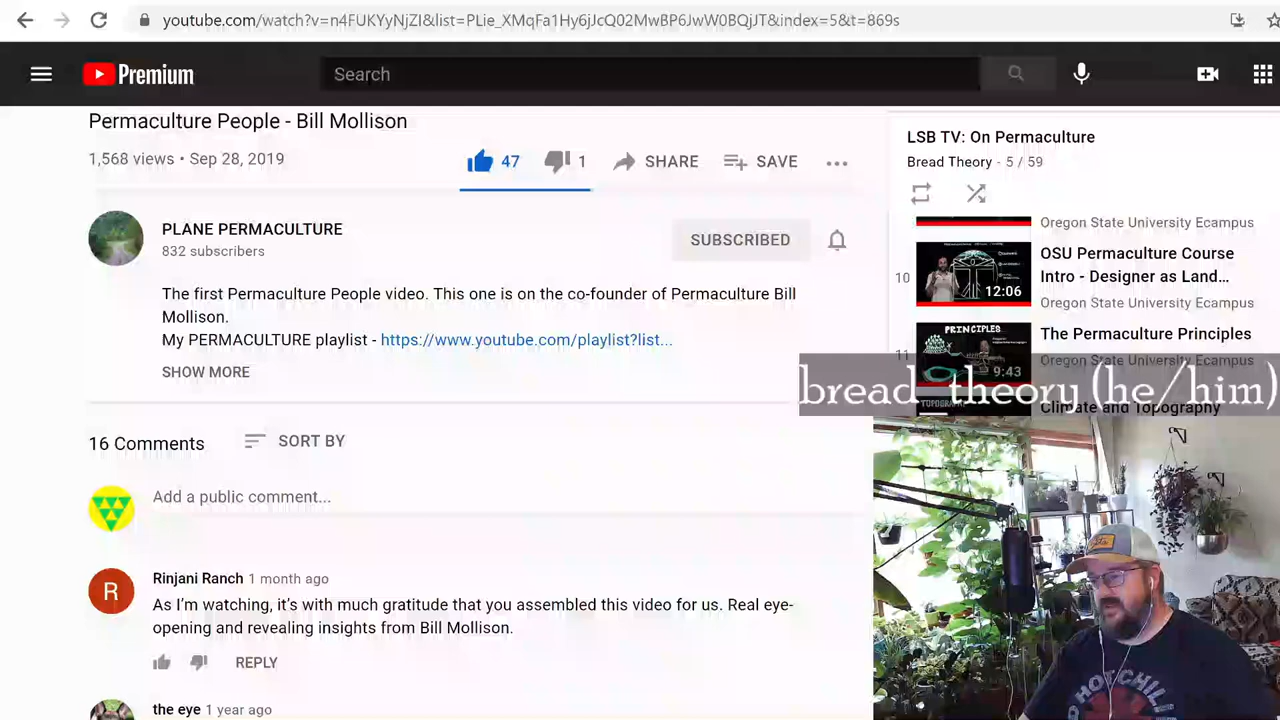 youtube.com/watch?v=n4FUKYyNjZI&list=PLie_XMqFa1Hy6jJcQ02MwBP6JwW0BQjJT&index=5&t=869s
Premium
Search
Permaculture People - Bill Mollison
1,568 views • Sep 28, 2019
47
1
SHARE
SAVE
PLANE PERMACULTURE
832 subscribers
SUBSCRIBED
The first Permaculture People video. This one is on the co-founder of Permaculture Bill
Mollison.
My PERMACULTURE playlist - https://www.youtube.com/playlist?list...
SHOW MORE
16 Comments
SORT BY
Add a public comment...
R
Rinjani Ranch 1 month ago
As I'm watching, it's with much gratitude that you assembled this video for us. Real eye-
opening and revealing insights from Bill Mollison.
REPLY
the eye 1 year ago
LSB TV: On Permaculture
Bread Theory - 5 / 59
Oregon State University Ecampus
10
12:06
OSU Permaculture Course
Intro - Designer as Land...
Oregon State University Ecampus
11
PRINCIPLES
9:43
The Permaculture Principles
Oregon State University Ecampus
Climate and Topography
bread_theory (he/him)
HOT CHILI